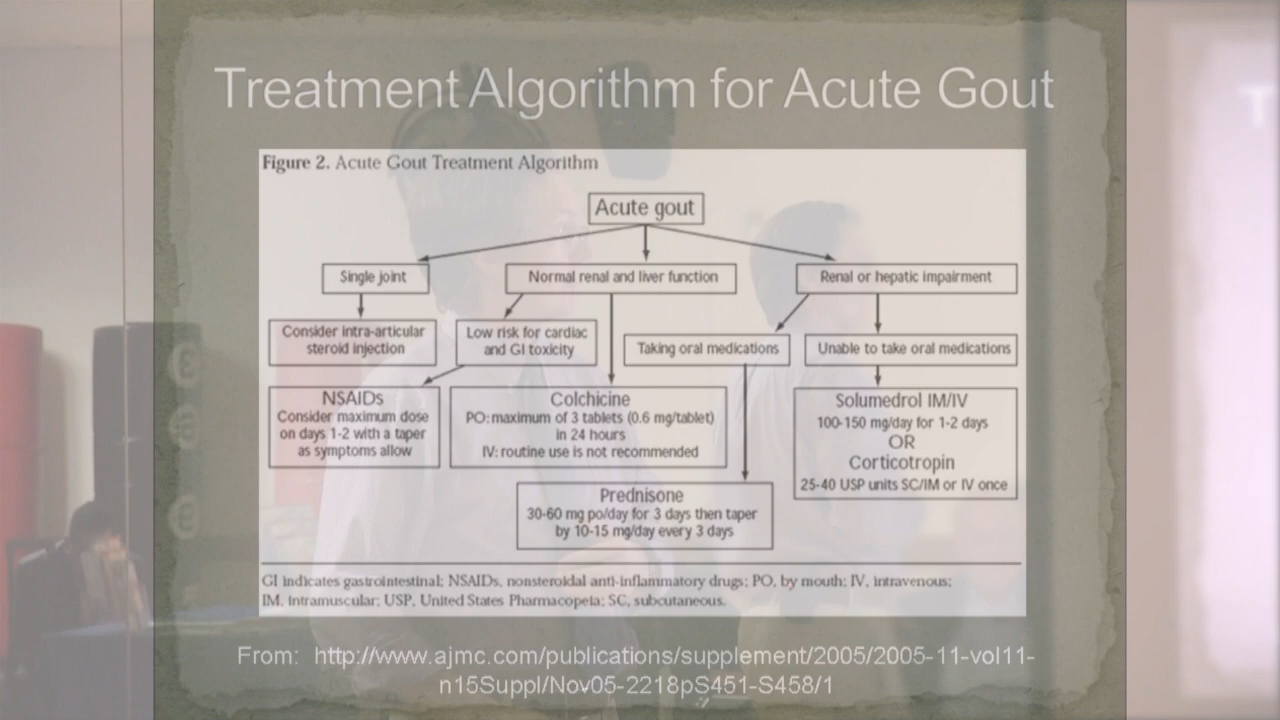 Treatment Algorithm for Acute Gout
Figure 2. Acute Gout Treatment Algorithm
Acute gout
Single joint
Normal renal and liver function
Renal or hepatic impairment
Consider intra-articular
steroid injection
Low risk for cardiac
and GI toxicity
Taking oral medications
Unable to take oral medications
NSAIDs
Consider maximum dose
on days 1-2 with a taper
as symptoms allow
Colchicine
PO: maximum of 3 tablets (0.6 mg/tablet)
in 24 hours
IV: routine use is not recommended
Solumedrol IM/IV
100-150 mg/day for 1-2 days
OR
Corticotropin
25-40 USP units SC/IM or IV once
Prednisone
30-60 mg po/day for 3 days then taper
by 10-15 mg/day every 3 days
GI indicates gastrointestinal; NSAIDs, nonsteroidal anti-inflammatory drugs; PO, by mouth; IV, intravenous;
IM, intramuscular; USP, United States Pharmacopeia; SC, subcutaneous.
From: http://www.ajmc.com/publications/supplement/2005/2005-11-vol11-
n15Suppl/Nov05-2218pS451-S458/1